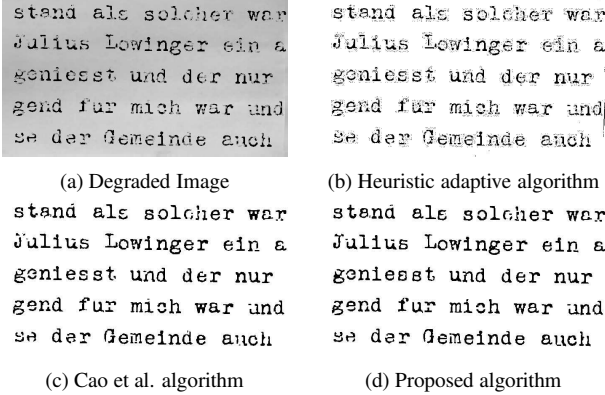 stand als solcher war
Julius Lowinger ein a
geniesst und der nur
gend fur mich war und
se der Gemeinde auch
(a) Degraded Image
stand als solcher war
Julius Lowinger ein a
geniesst und der nur
gend fur mich war und
se der Gemeinde auch
(b) Heuristic adaptive algorithm
stand als solcher war
Julius Lowinger ein a
geniesst und der nur
gend fur mich war und
se der Gemeinde auch
(c) Cao et al. algorithm
stand als solcher war
Julius Lowinger ein a
geniesst und der nur
gend fur mich war und
se der Gemeinde auch
(d) Proposed algorithm